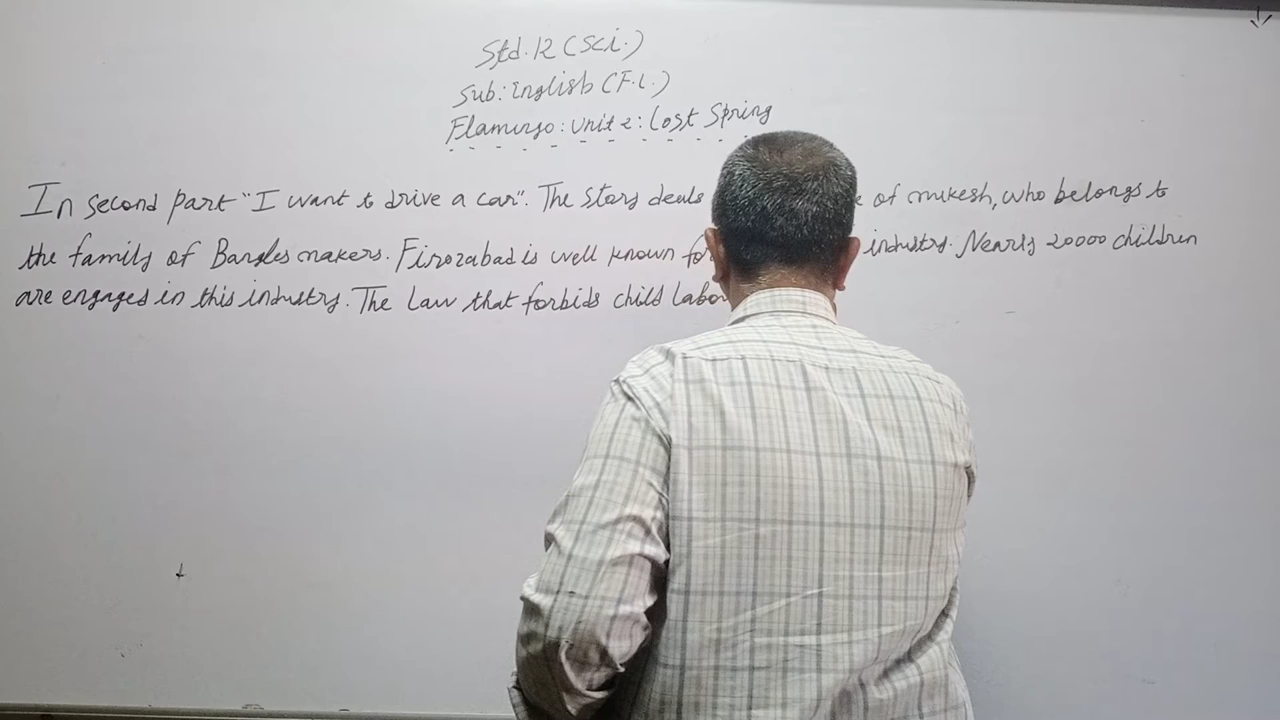 Std. 12 (Sci.)
Sub: English (F.L.)
Flamingo: Unit 2: Lost Spring
In second part "I want to drive a car". The story deals of mukesh, who belongs to
the family of Bangles makers. Firozabad is well known for industry. Nearly 20000 children
are engaged in this industry. The Law that forbids child labo